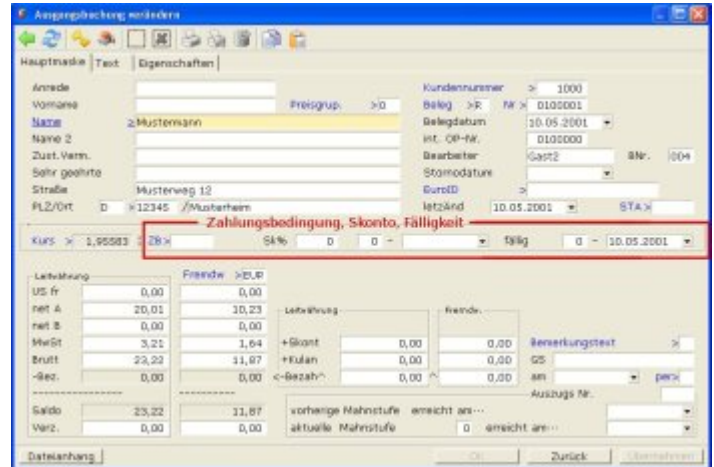 Ausgangsbuchung verändern
Hauptmaske Text Eigenschaften
Anrede Kundennummer > 1000
Vorname Preisgrup. >0 Beleg >R Nr > 0100001
Name >Mustermann Belegdatum 10.05.2001
Name 2 int. OP-Nr. 0100000
Zust.Verm. Bearbeiter Gast2 BNr. 004
Sehr geehrte Stornodatum
Straße Musterweg 12 EuroID >
PLZ/Ort D >12345 /Musterheim letzÄnd 10.05.2001 STA>
Zahlungsbedingung, Skonto, Fälligkeit
Kurs > 1,95583 ZB> Sk% 0 0 - fällig 0 - 10.05.2001
Leitwährung Fremdw >EUR
US fr 0,00 0,00
net A 20,01 10,23 Leitwährung Fremdw.
net B 0,00 0,00
MwSt 3,21 1,64 +Skont 0,00 0,00 Bemerkungstext >
Brutt 23,22 11,87 +Kulan 0,00 0,00 GS
-Bez. 0,00 0,00 <-Bezah^ 0,00 ^ 0,00 am per>
---------------- ---------- Auszugs Nr.
Saldo 23,22 11,87 vorherige Mahnstufe erreicht am...
Verz. 0,00 0,00 aktuelle Mahnstufe 0 erreicht am...
Dateianhang OK Zurück Übernehmen